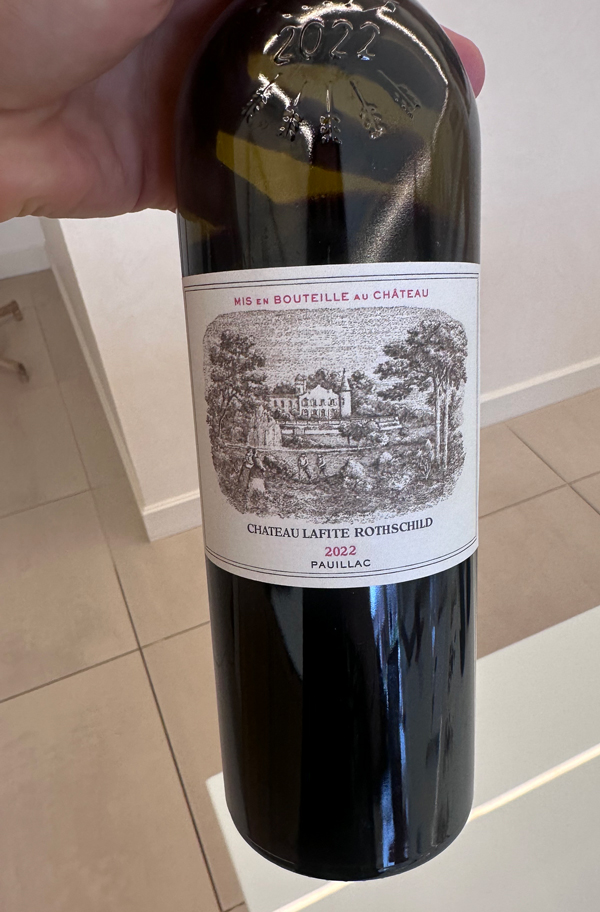 2022
MIS EN BOUTEILLE AU CHÂTEAU
CHATEAU LAFITE ROTHSCHILD
2022
PAUILLAC